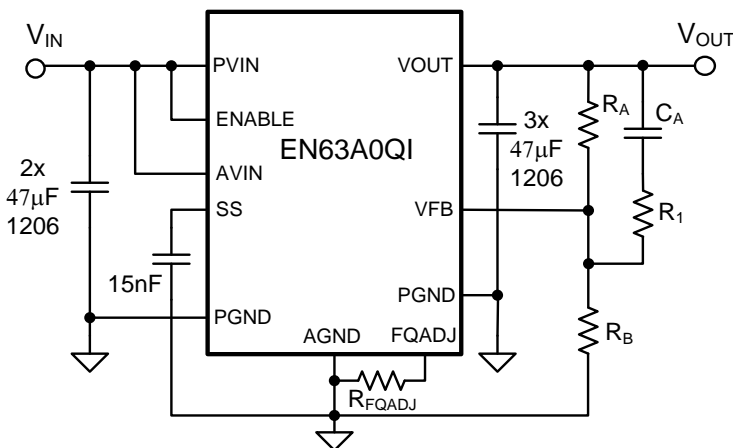 VIN
VOUT
PVIN
VOUT
ENABLE
EN63A0QI
AVIN
SS
VFB
PGND
PGND
AGND
FQADJ
2x
47μF
1206
15nF
3x
47μF
1206
RA
CA
R1
RB
RFQADJ